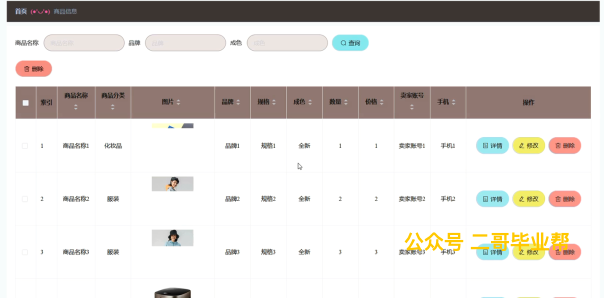 首页 (●'◡'●) 商品信息
商品名称 商品名称 品牌 品牌 成色 成色 查询
删除
索引 商品名称 商品分类 图片 品牌 规格 成色 数量 价格 卖家账号 手机 操作
1 商品名称1 化妆品 品牌1 规格1 全新 1 1 卖家账号1 手机1 详情 修改 删除
2 商品名称2 服装 品牌2 规格2 全新 2 2 卖家账号2 手机2 详情 修改 删除
3 商品名称3 服装 品牌3 规格3 全新 3 3 卖家账号3 手机3 详情 修改 删除
公众号 二哥毕业帮